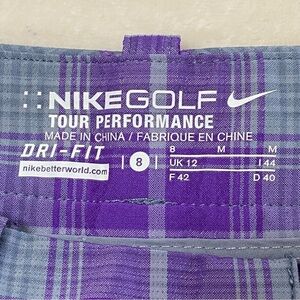 NIKEGOLF
TOUR PERFORMANCE
MADE IN CHINA / FABRIQUE EN CHINE
DRI-FIT
nikebetterworld.com
8
8 M M
UK 12 I 44
F 42 D 40